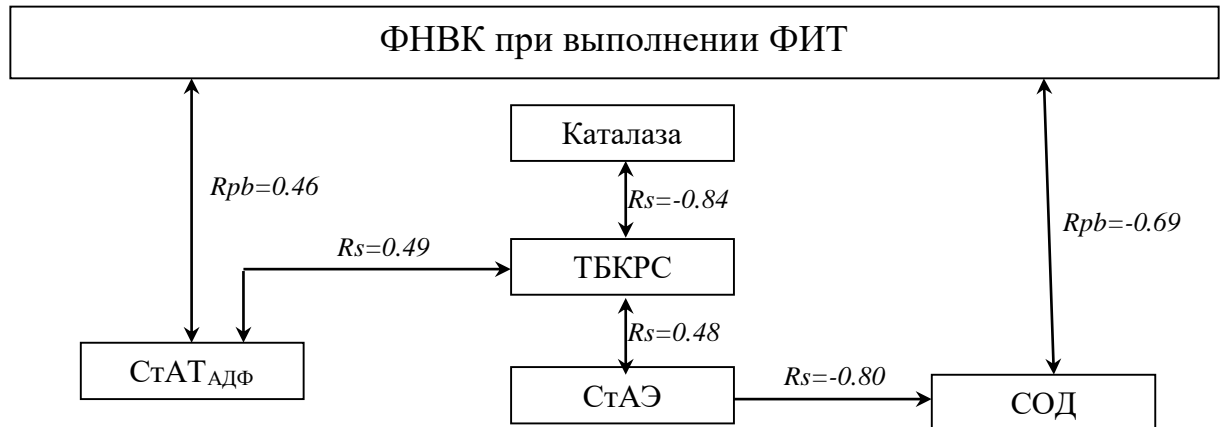 ФНВК при выполнении ФИТ
Каталаза
Rpb=0.46
Rs=-0.84
Rpb=-0.69
Rs=0.49
ТБКРС
Rs=0.48
СтАТАДФ
Rs=-0.80
СтАЭ
СОД